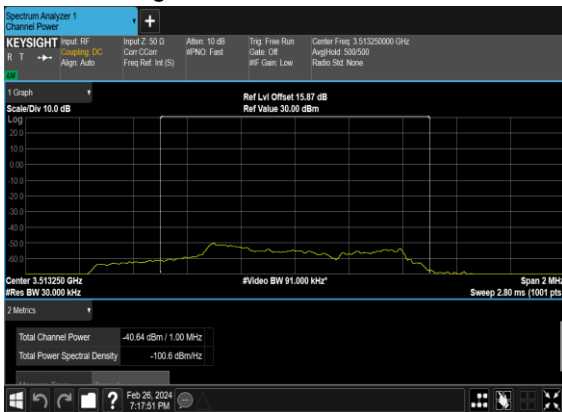 Spectrum Analyzer 1
Channel Power
+
KEYSIGHT
R T
LV
Input: RF
Coupling: DC
Align: Auto
Input Z: 50 Ω
Corr CCorr
Freq Ref: Int (S)
Atten: 10 dB
#PNO: Fast
Trig: Free Run
Gate: Off
#IF Gain: Low
Center Freq: 3.513250000 GHz
Avg|Hold: 500/500
Radio Std: None
1 Graph
Scale/Div 10.0 dB
Ref Lvl Offset 15.87 dB
Ref Value 30.00 dBm
Log
20.0
10.0
0.00
-10.0
-20.0
-30.0
-40.0
-50.0
-60.0
Center 3.513250 GHz
#Video BW 91.000 kHz*
Span 2 MHz
#Res BW 30.000 kHz
Sweep 2.80 ms (1001 pts
2 Metrics
Total Channel Power -40.64 dBm / 1.00 MHz
Total Power Spectral Density -100.6 dBm/Hz
?
Feb 26, 2024
7:17:51 PM